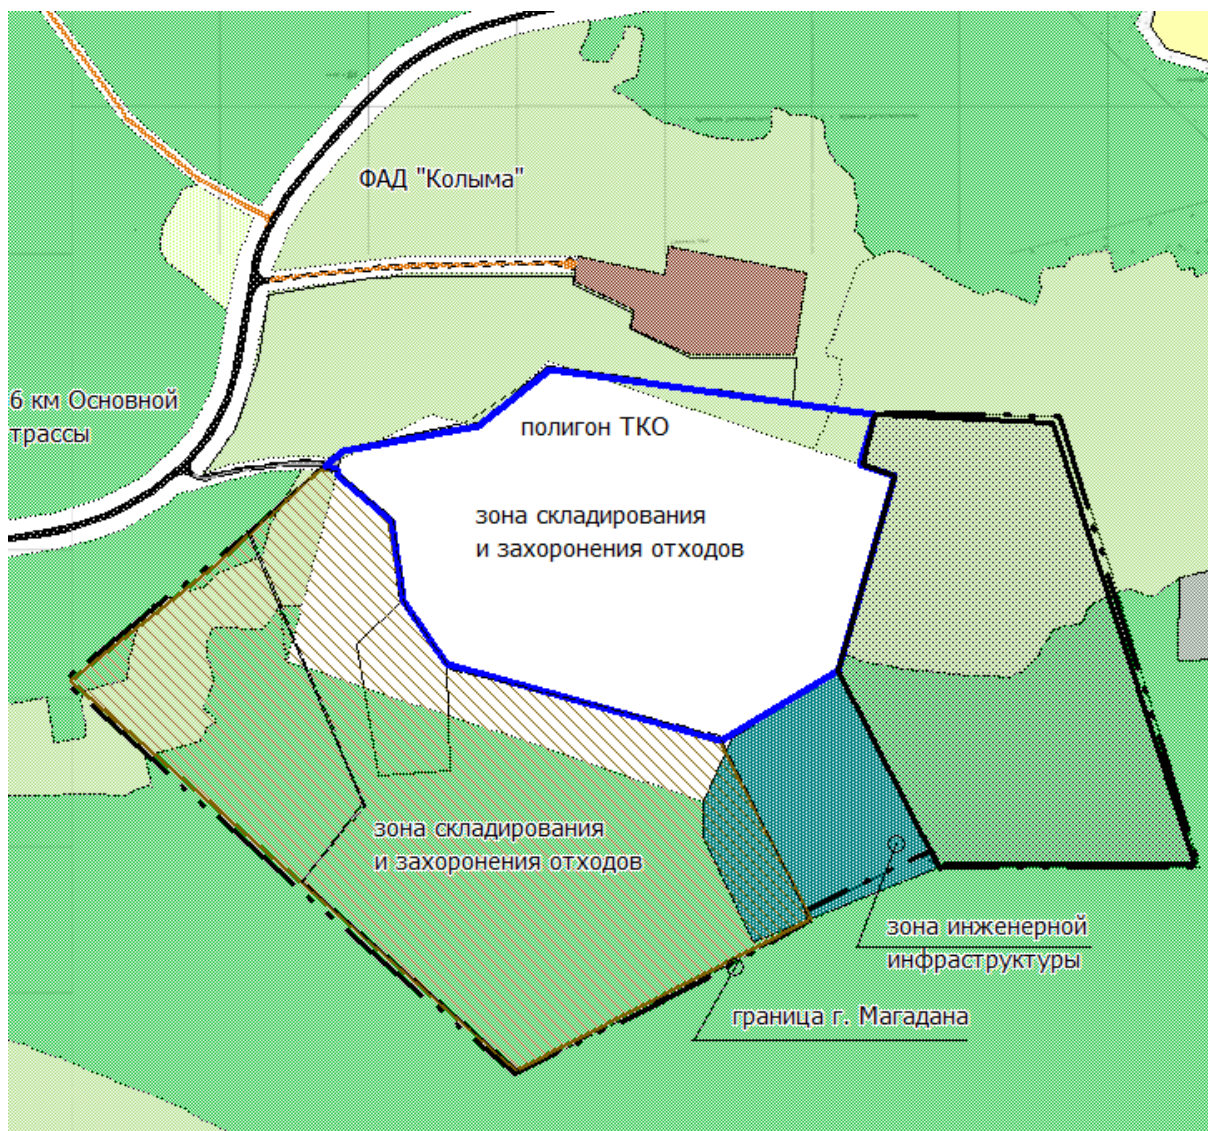 ФАД "Колыма"
6 км Основной
трассы
полигон ТКО
зона складирования
и захоронения отходов
зона складирования
и захоронения отходов
зона инженерной
инфраструктуры
граница г. Магадана